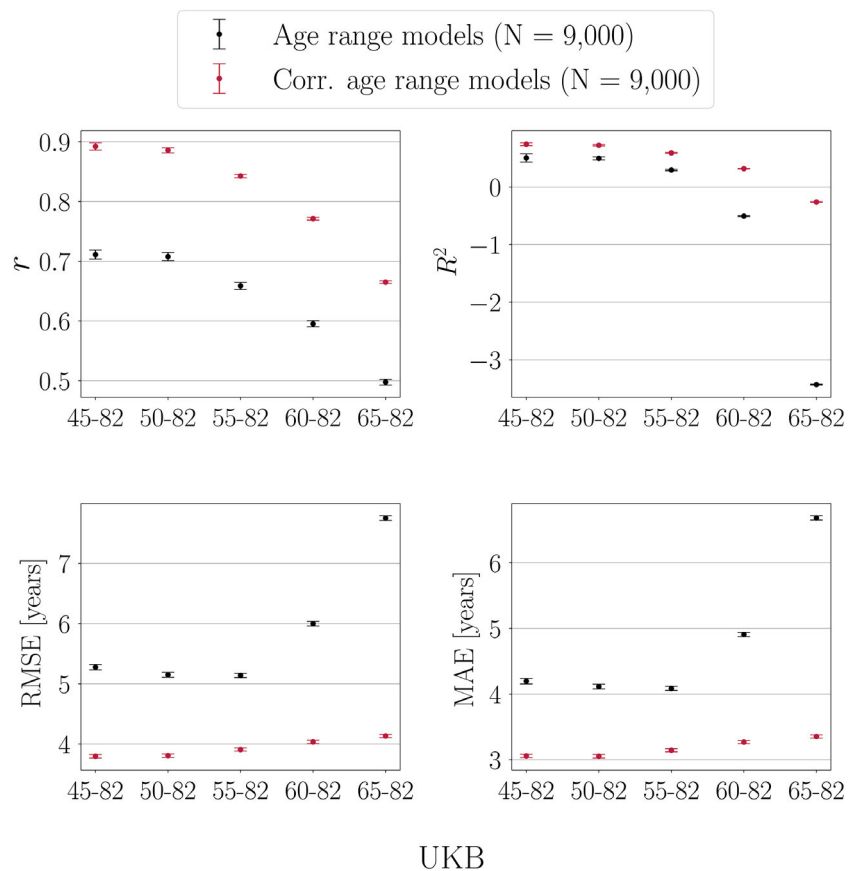 Age range models (N = 9,000)
Corr. age range models (N = 9,000)
0.9
0.8
0.7
0.6
0.5
r
45-82 50-82 55-82 60-82 65-82
0
−1
−2
−3
R²
45-82 50-82 55-82 60-82 65-82
7
6
5
4
RMSE [years]
45-82 50-82 55-82 60-82 65-82
6
5
4
3
MAE [years]
45-82 50-82 55-82 60-82 65-82
UKB